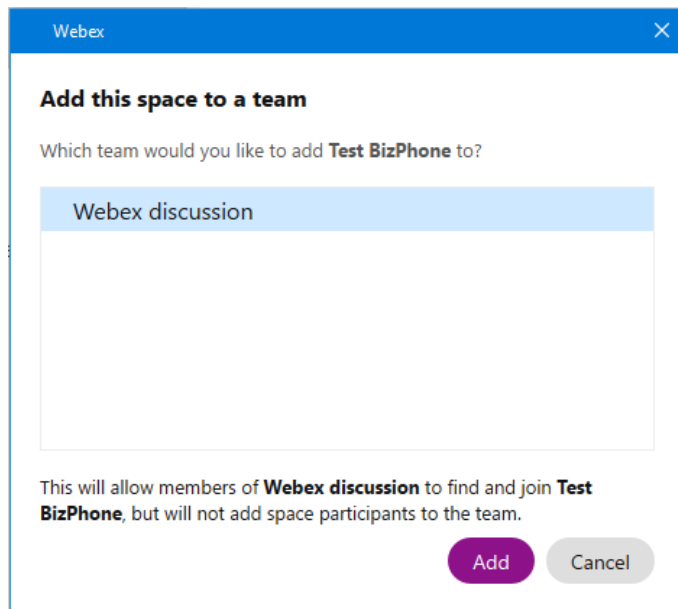 Webex
Add this space to a team
Which team would you like to add Test BizPhone to?
Webex discussion
This will allow members of Webex discussion to find and join Test
BizPhone, but will not add space participants to the team.
Add
Cancel